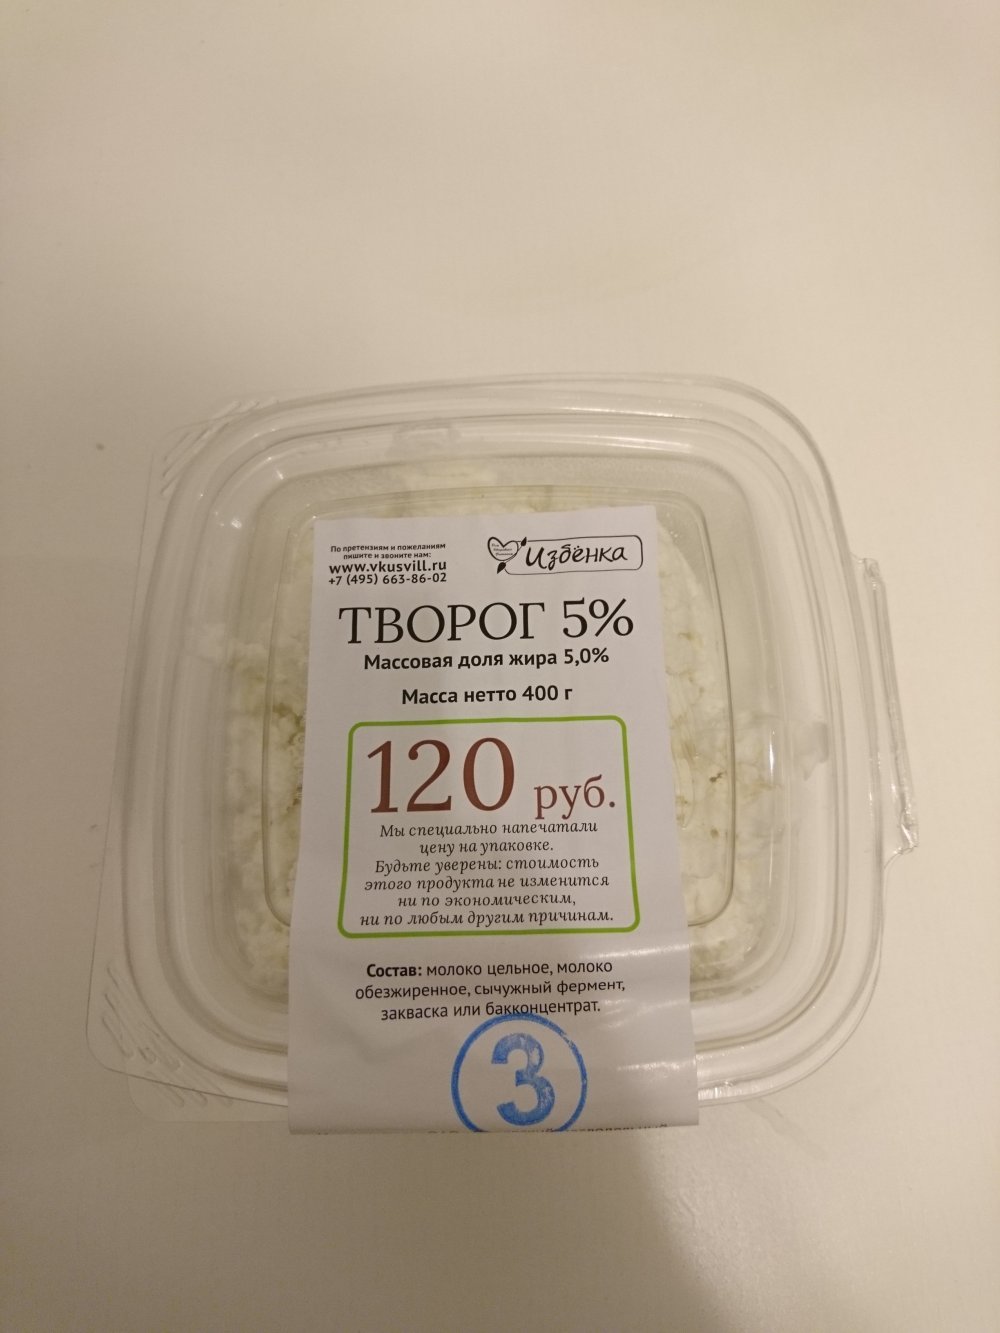 По претензиям и пожеланиям
пишите и звоните нам:
www.vkusvill.ru
+7 (495) 663-86-02
Избёнка
ТВОРОГ 5%
Массовая доля жира 5,0%
Масса нетто 400 г
120 руб.
Мы специально напечатали
цену на упаковке.
Будьте уверены: стоимость
этого продукта не изменится
ни по экономическим,
ни по любым другим причинам.
Состав: молоко цельное, молоко
обезжиренное, сычужный фермент,
закваска или бакконцентрат.
3